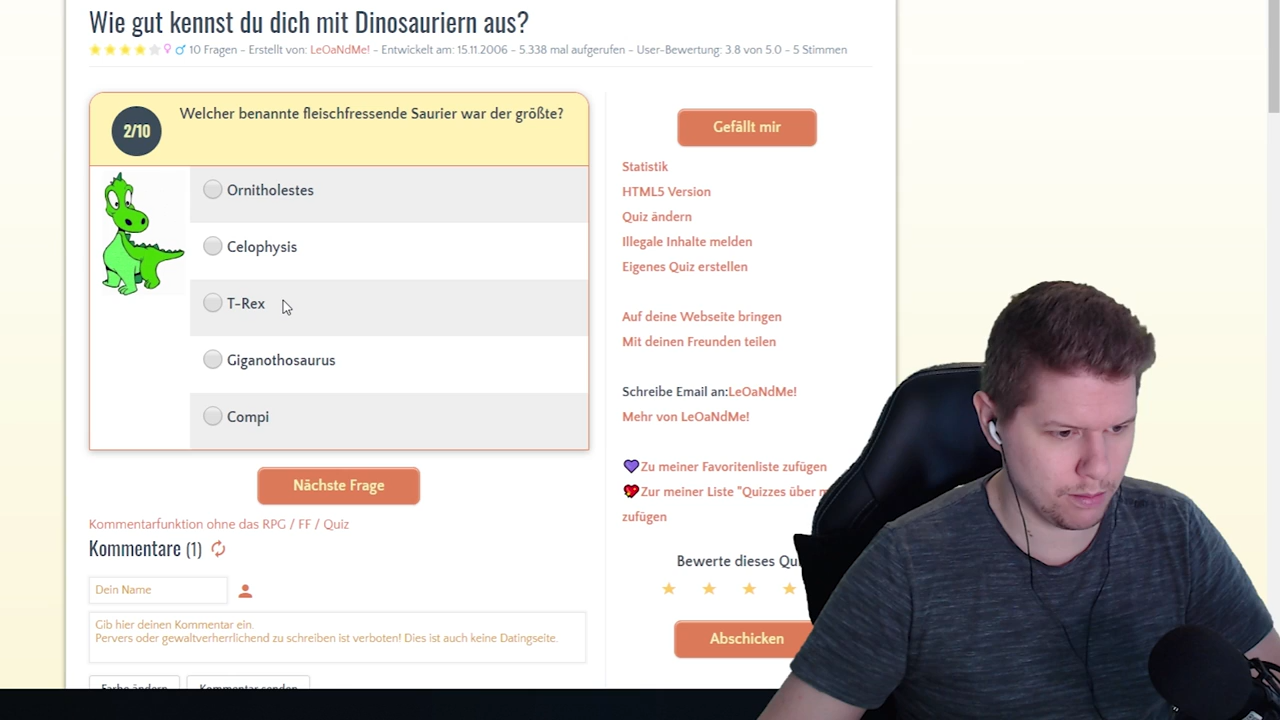 Wie gut kennst du dich mit Dinosauriern aus?
10 Fragen - Erstellt von: LeOaNdMe! - Entwickelt am: 15.11.2006 - 5.338 mal aufgerufen - User-Bewertung: 3.8 von 5.0 - 5 Stimmen
2/10
Welcher benannte fleischfressende Saurier war der größte?
Ornitholestes
Celophysis
T-Rex
Giganothosaurus
Compi
Nächste Frage
Kommentarfunktion ohne das RPG / FF / Quiz
Kommentare (1)
Dein Name
Gib hier deinen Kommentar ein.
Pervers oder gewaltverherrlichend zu schreiben ist verboten! Dies ist auch keine Datingseite.
Farbe ändern
Kommentar senden
Gefällt mir
Statistik
HTML5 Version
Quiz ändern
Illegale Inhalte melden
Eigenes Quiz erstellen
Auf deine Webseite bringen
Mit deinen Freunden teilen
Schreibe Email an:LeOaNdMe!
Mehr von LeOaNdMe!
Zu meiner Favoritenliste zufügen
Zur meiner Liste "Quizzes über
zufügen
Bewerte dieses
Abschicken